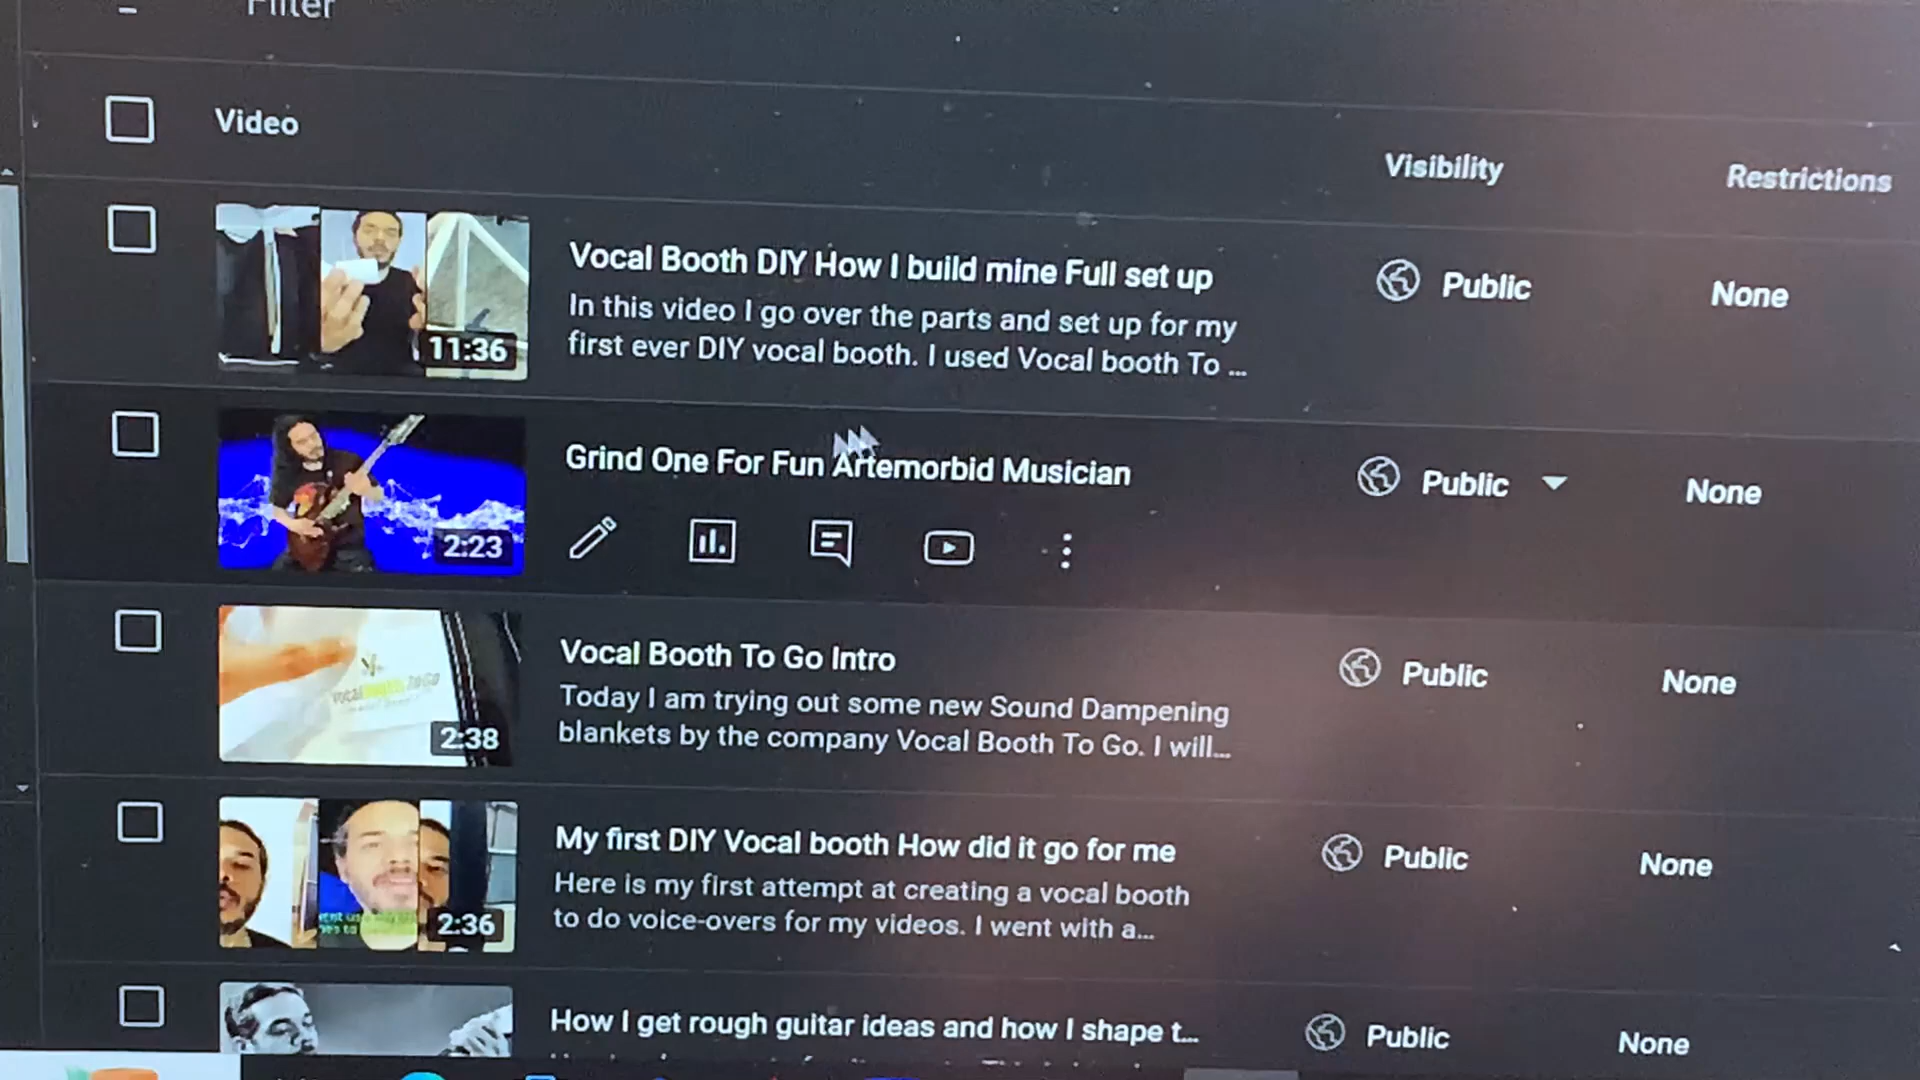 Filter
Video
Visibility
Restrictions
Vocal Booth DIY How I build mine Full set up
In this video I go over the parts and set up for my
first ever DIY vocal booth. I used Vocal booth To ...
11:36
Public
None
Grind One For Fun Artemorbid Musician
2:23
Public
None
Vocal Booth To Go Intro
Today I am trying out some new Sound Dampening
blankets by the company Vocal Booth To Go. I will...
Vocal Booth To Go
2:38
Public
None
My first DIY Vocal booth How did it go for me
Here is my first attempt at creating a vocal booth
to do voice-overs for my videos. I went with a...
2:36
Public
None
How I get rough guitar ideas and how I shape t...
Public
None